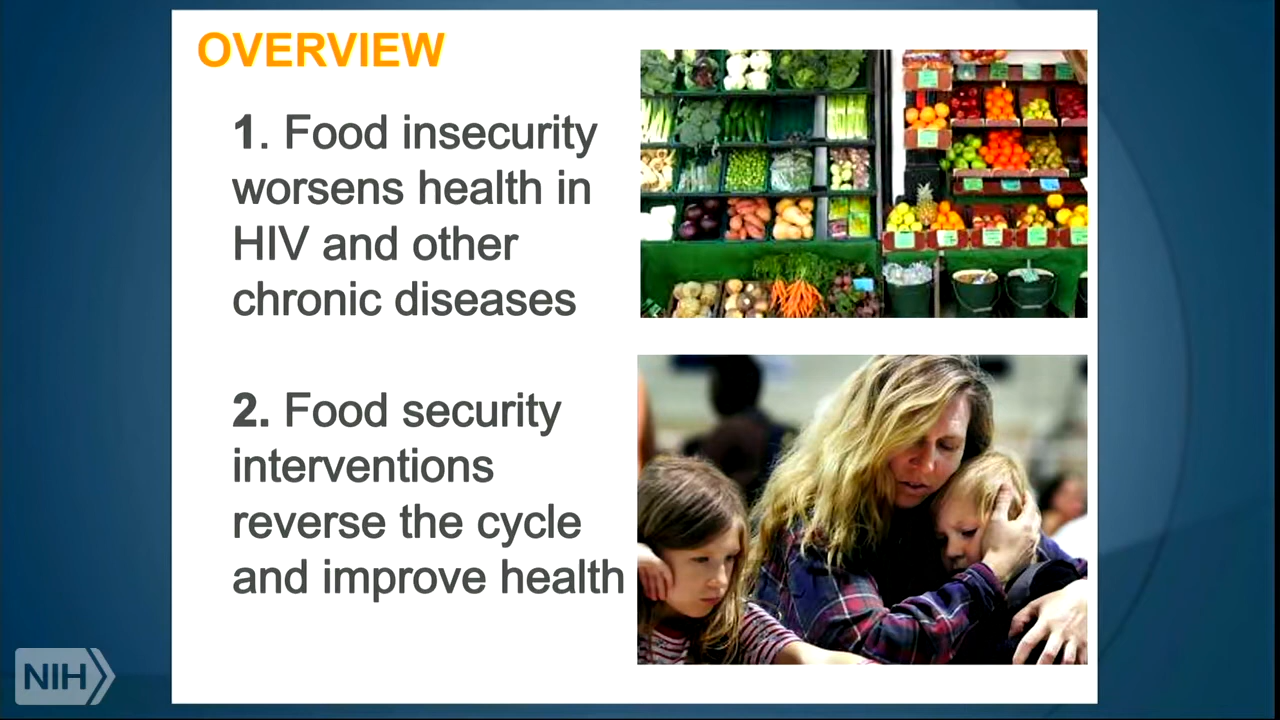 OVERVIEW
1. Food insecurity
worsens health in
HIV and other
chronic diseases
2. Food security
interventions
reverse the cycle
and improve health
NIH